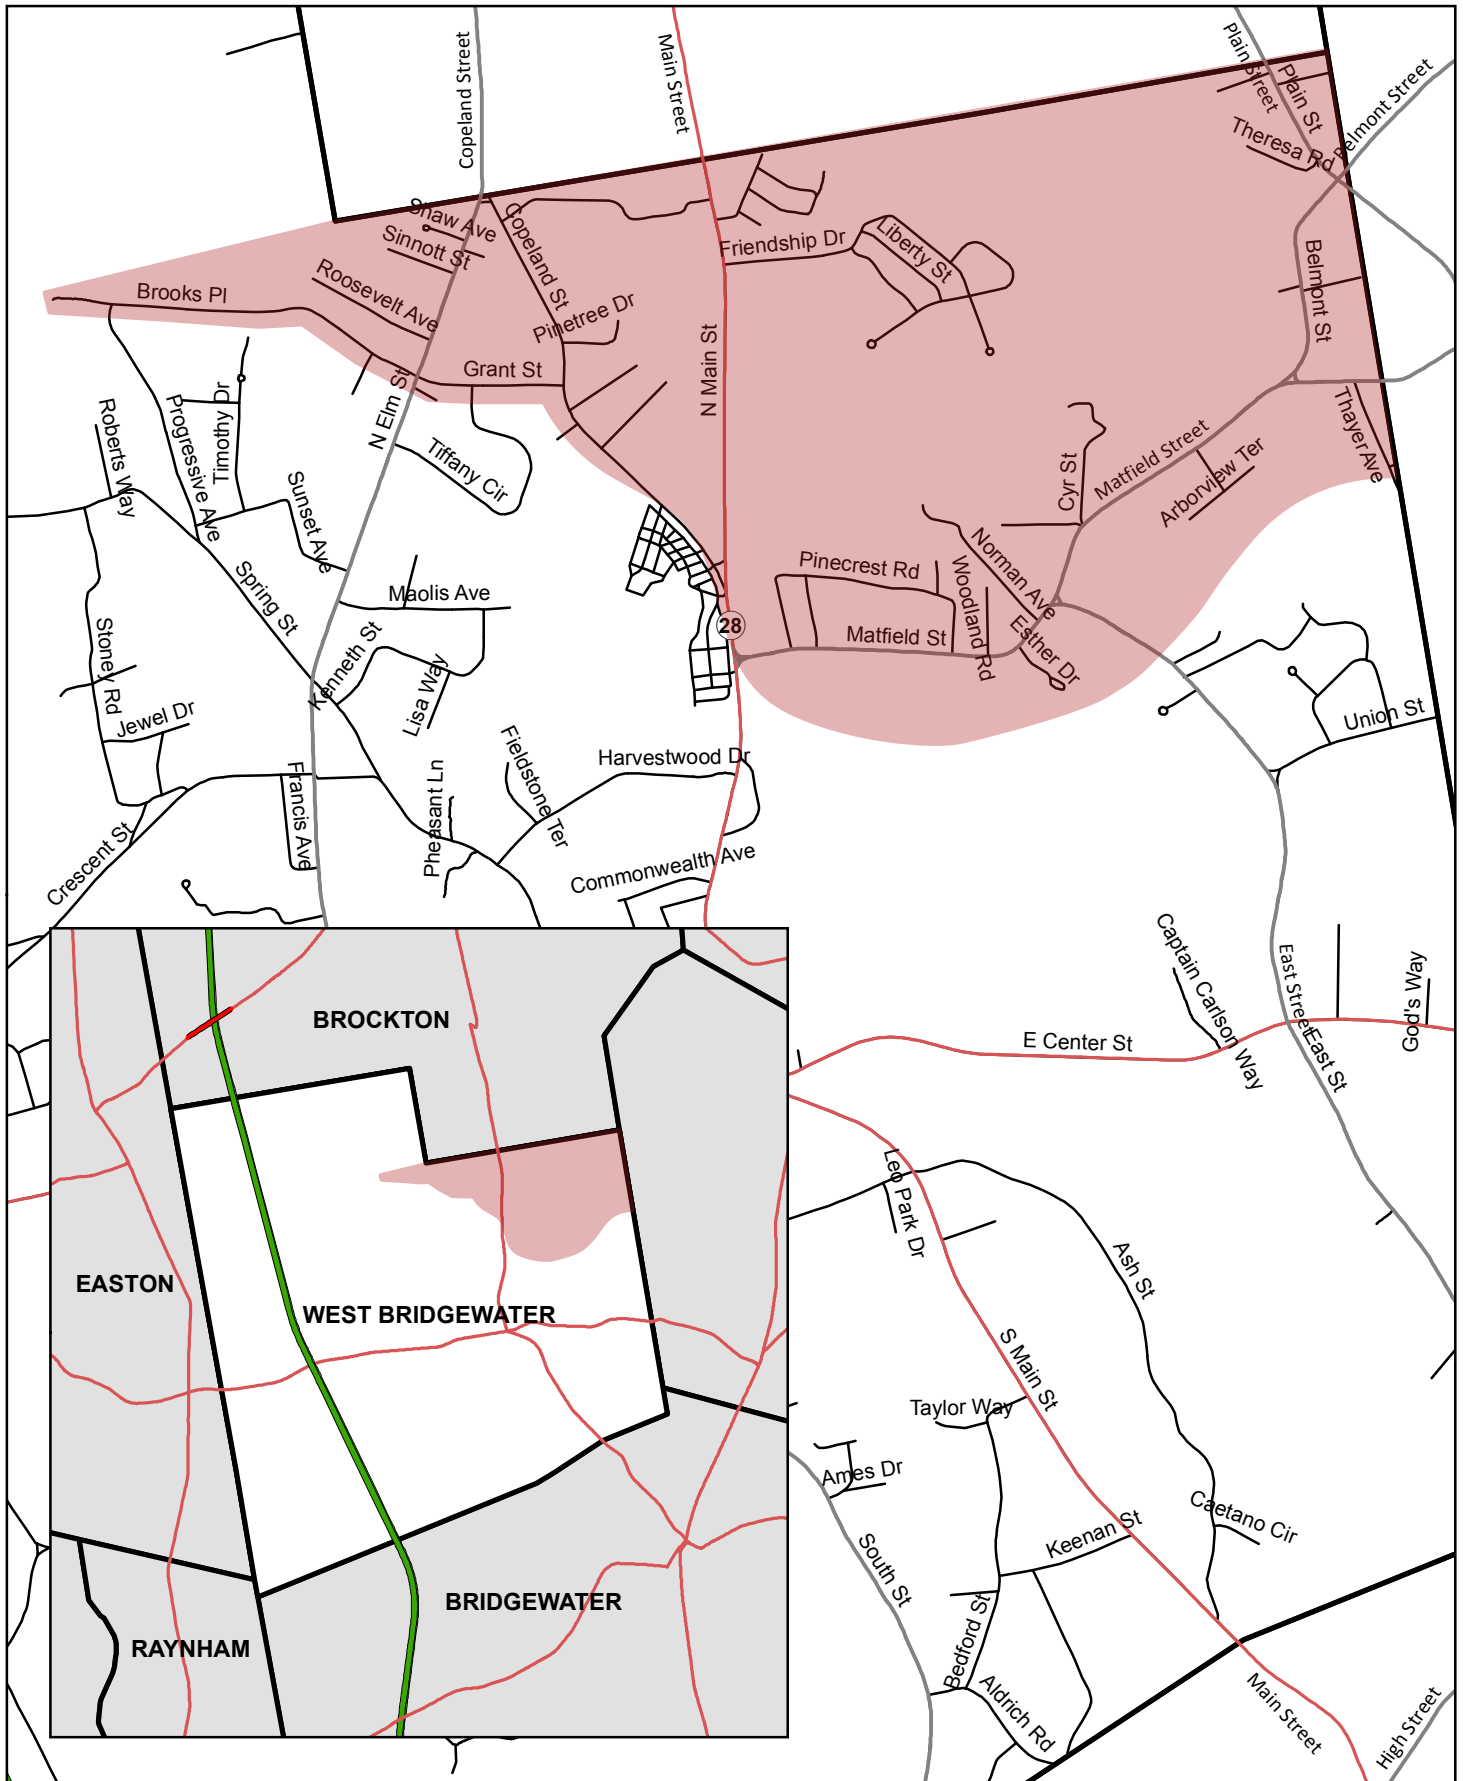 Copeland Street
Main Street
Plain Street
Plain St
Belmont Street
Theresa Rd
Shaw Ave
Sinnott St
Copeland St
Friendship Dr
Liberty St
Roosevelt Ave
Brooks Pl
Pinetree Dr
Belmont St
Grant St
N Main St
N Elm St
Timothy Dr
Progressive Ave
Roberts Way
Tiffany Cir
Thayer Ave
Matfield Street
Cyr St
Arborview Ter
Sunset Ave
Spring St
Maolis Ave
Pinecrest Rd
Norman Ave
Woodland Rd
28
Matfield St
Esther Dr
Stoney Rd
Kenneth St
Lisa Way
Jewel Dr
Union St
Fieldstone Ter
Harvestwood Dr
Francis Ave
Pheasant Ln
Crescent St
Commonwealth Ave
Captain Carlson Way
East Street
God's Way
BROCKTON
E Center St
East St
Leo Park Dr
EASTON
WEST BRIDGEWATER
Ash St
S Main St
Taylor Way
Ames Dr
Caetano Cir
Keenan St
South St
BRIDGEWATER
RAYNHAM
Bedford St
Aldrich Rd
Main Street
High Street